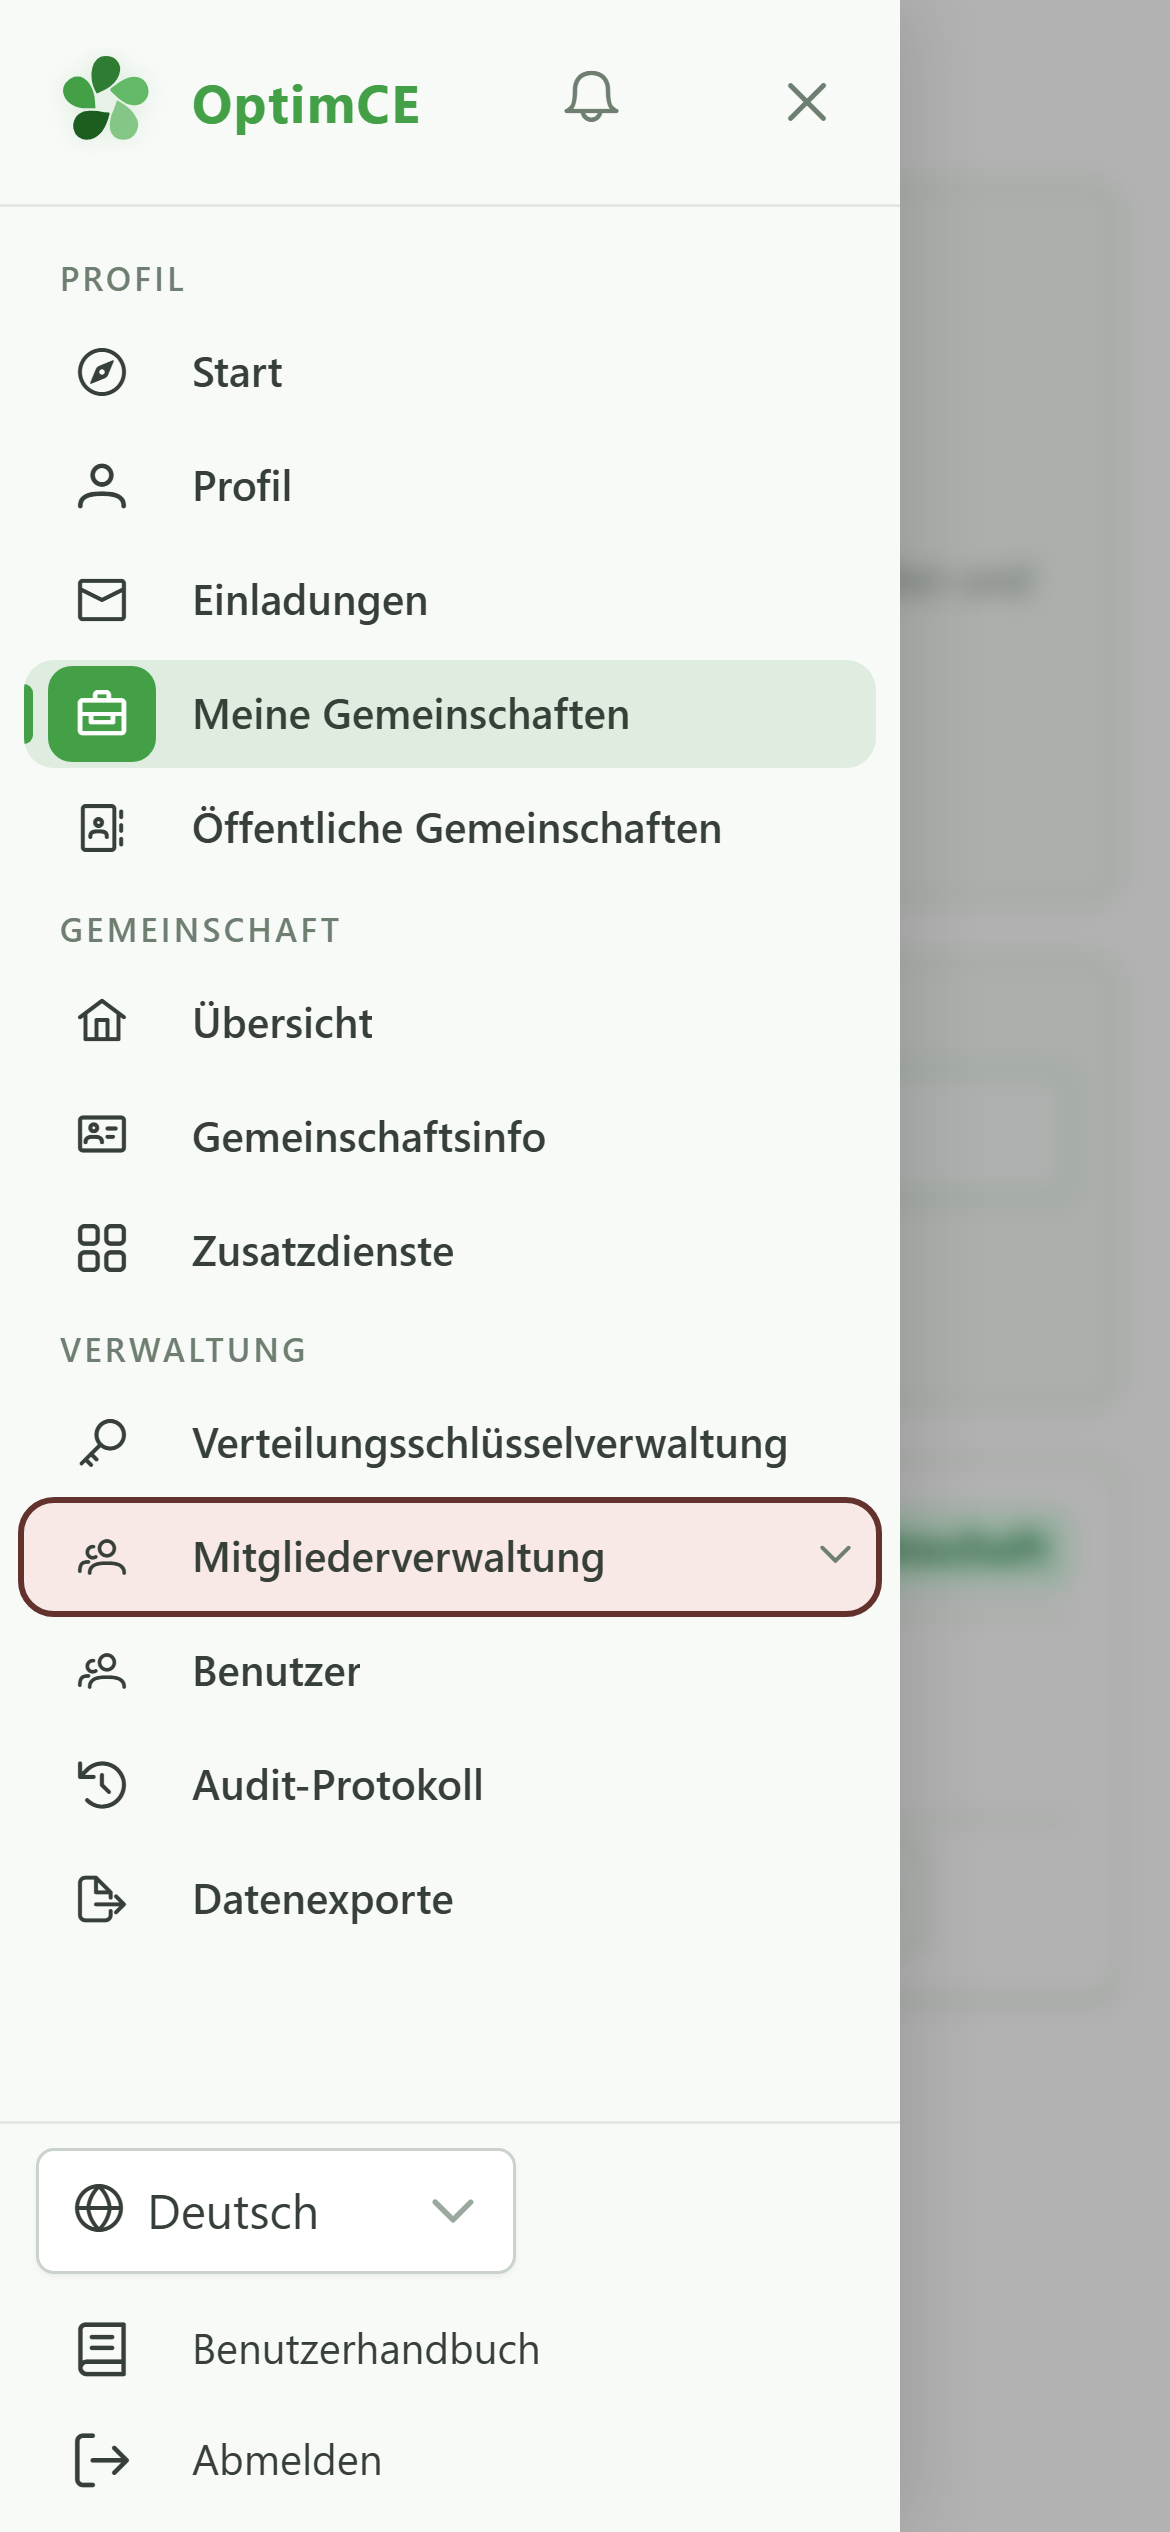 OptimCE
PROFIL
Start
Profil
Einladungen
Meine Gemeinschaften
Öffentliche Gemeinschaften
GEMEINSCHAFT
Übersicht
Gemeinschaftsinfo
Zusatzdienste
VERWALTUNG
Verteilungsschlüsselverwaltung
Mitgliederverwaltung
Benutzer
Audit-Protokoll
Datenexporte
Deutsch
Benutzerhandbuch
Abmelden